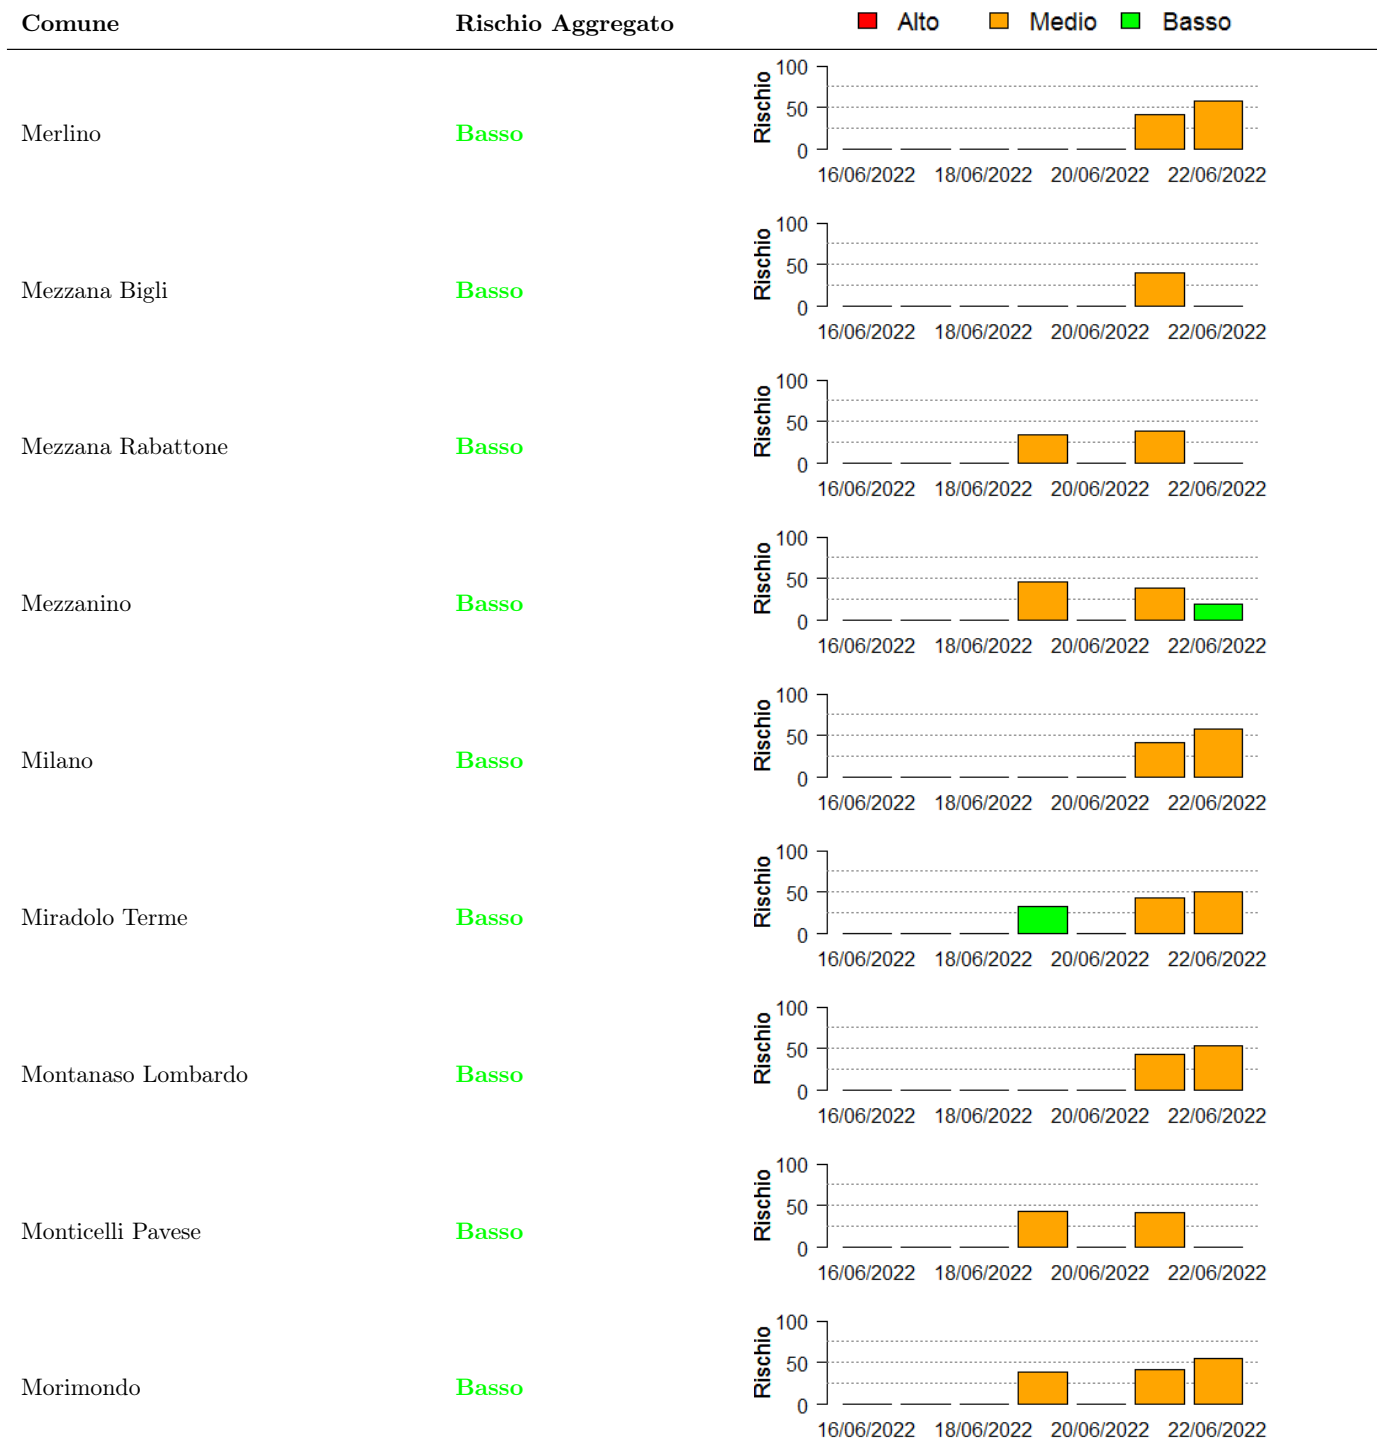 Comune Rischio Aggregato Alto Medio Basso
100
50
0
Rischio
Merlino Basso
16/06/2022 18/06/2022 20/06/2022 22/06/2022
100
50
0
Rischio
Mezzana Bigli Basso
16/06/2022 18/06/2022 20/06/2022 22/06/2022
100
50
0
Rischio
Mezzana Rabattone Basso
16/06/2022 18/06/2022 20/06/2022 22/06/2022
100
50
0
Rischio
Mezzanino Basso
16/06/2022 18/06/2022 20/06/2022 22/06/2022
100
50
0
Rischio
Milano Basso
16/06/2022 18/06/2022 20/06/2022 22/06/2022
100
50
0
Rischio
Miradolo Terme Basso
16/06/2022 18/06/2022 20/06/2022 22/06/2022
100
50
0
Rischio
Montanaso Lombardo Basso
16/06/2022 18/06/2022 20/06/2022 22/06/2022
100
50
0
Rischio
Monticelli Pavese Basso
16/06/2022 18/06/2022 20/06/2022 22/06/2022
100
50
0
Rischio
Morimondo Basso
16/06/2022 18/06/2022 20/06/2022 22/06/2022